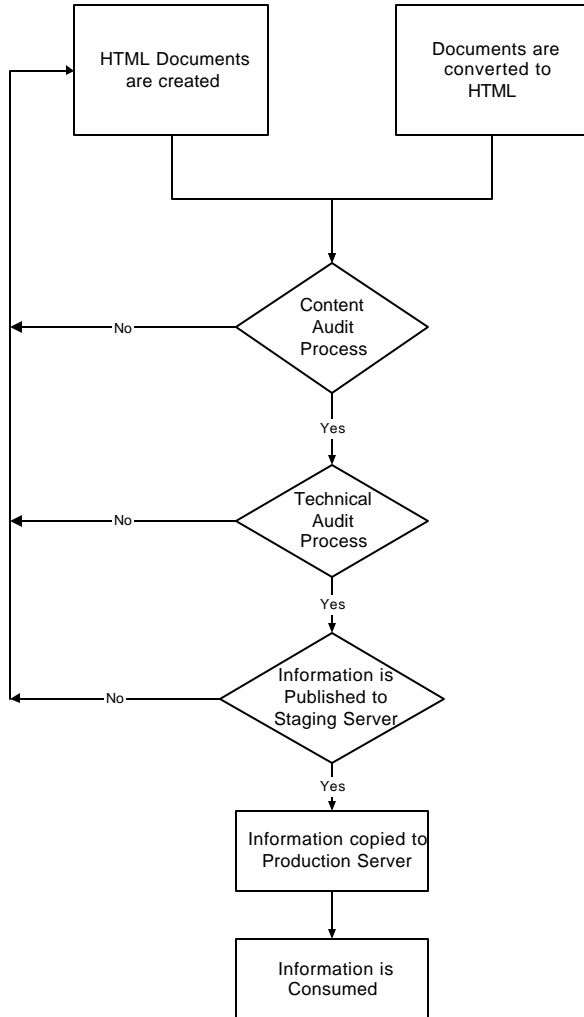 HTML Documents
are created
Documents are
converted to
HTML
Content
Audit
Process
No
Yes
Technical
Audit
Process
No
Yes
Information is
Published to
Staging Server
No
Yes
Information copied to
Production Server
Information is
Consumed